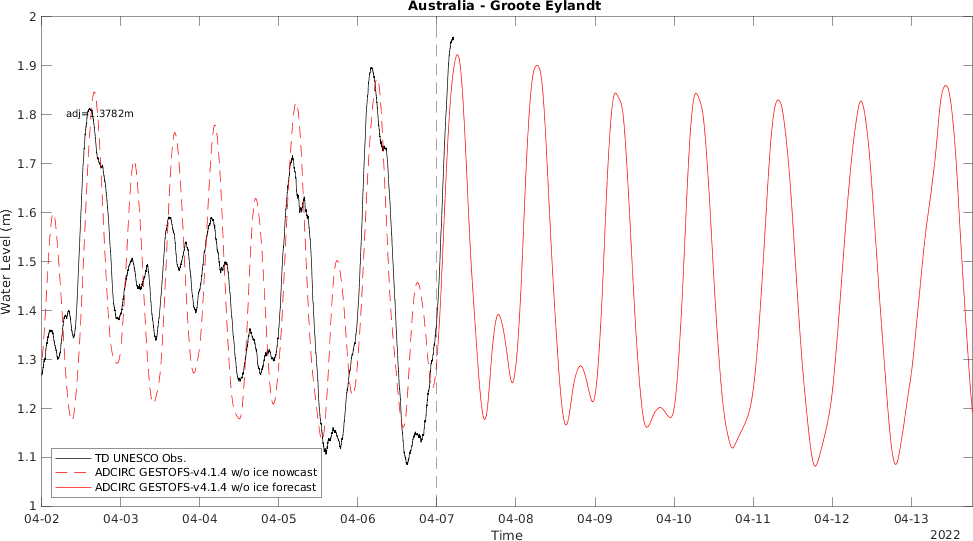 Australia - Groote Eylandt
2
1.9
1.8
1.7
1.6
1.5
1.4
1.3
1.2
1.1
1
Water Level (m)
adj=1.3782m
TD UNESCO Obs.
ADCIRC GESTOFS-v4.1.4 w/o ice nowcast
ADCIRC GESTOFS-v4.1.4 w/o ice forecast
04-02 04-03 04-04 04-05 04-06 04-07 04-08 04-09 04-10 04-11 04-12 04-13
Time
2022